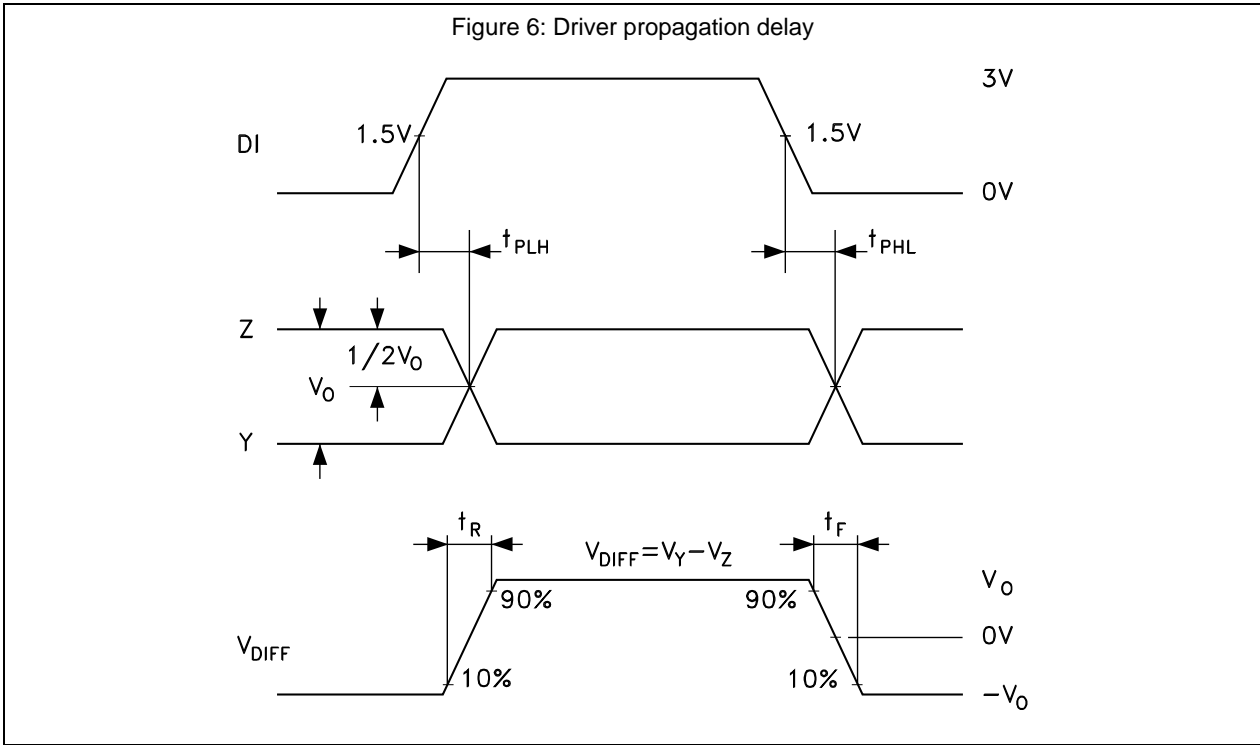 Figure 6: Driver propagation delay
3V
1.5V
1.5V
DI
0V
tPLH
tPHL
Z
1/2VO
VO
Y
tR
tF
VDIFF=VY-VZ
VO
90%
90%
0V
VDIFF
10%
10%
-VO